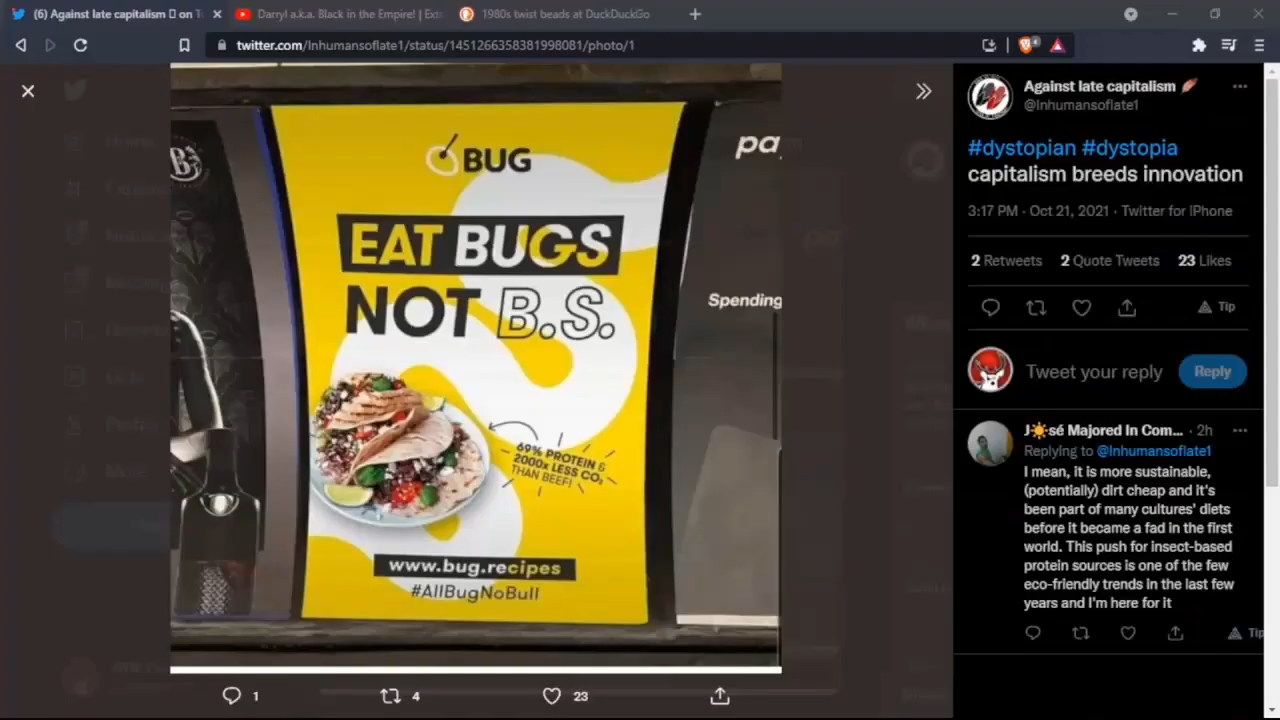 (6) Against late capitalism
Darryl a.k.a. Black in the Empire! | Ext
1980s twist beads at DuckDuckGo
twitter.com/Inhumansoflate1/status/1451266358381998081/photo/1
B
BUG
EAT BUGS
NOT B.S.
69% PROTEIN &
2000x LESS CO₂
THAN BEEF!
www.bug.recipes
#AllBugNoBull
pa
Spending
1
4
23
Against late capitalism
@Inhumansoflate1
#dystopian #dystopia
capitalism breeds innovation
3:17 PM · Oct 21, 2021 · Twitter for iPhone
2 Retweets 2 Quote Tweets 23 Likes
Tip
Tweet your reply
Reply
J☀sé Majored In Com... · 2h
Replying to @Inhumansoflate1
I mean, it is more sustainable,
(potentially) dirt cheap and it's
been part of many cultures' diets
before it became a fad in the first
world. This push for insect-based
protein sources is one of the few
eco-friendly trends in the last few
years and I'm here for it
Tip